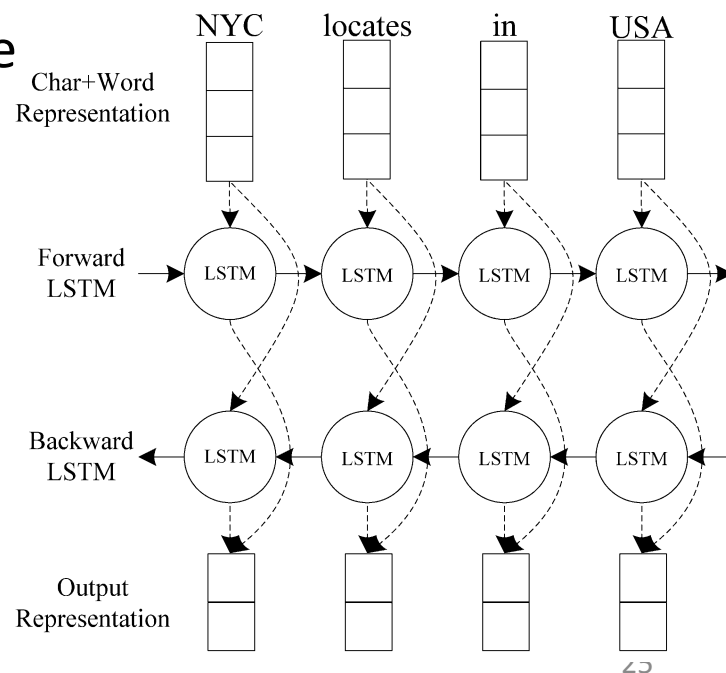 e
NYC locates in USA
Char+Word
Representation
Forward
LSTM
LSTM LSTM LSTM LSTM
Backward
LSTM
LSTM LSTM LSTM LSTM
Output
Representation